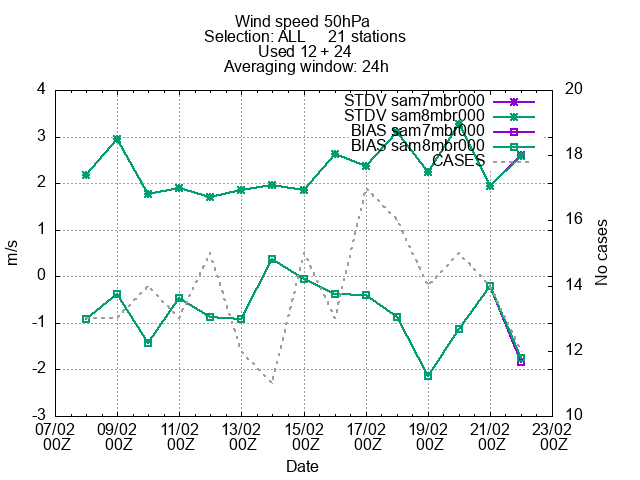 Wind speed 50hPa
Selection: ALL 21 stations
Used 12 + 24
Averaging window: 24h
STDV sam7mbr000
STDV sam8mbr000
BIAS sam7mbr000
BIAS sam8mbr000
CASES
4
3
2
1
0
-1
-2
-3
m/s
20
18
16
14
12
10
No cases
07/02 09/02 11/02 13/02 15/02 17/02 19/02 21/02 23/02
00Z 00Z 00Z 00Z 00Z 00Z 00Z 00Z 00Z
Date